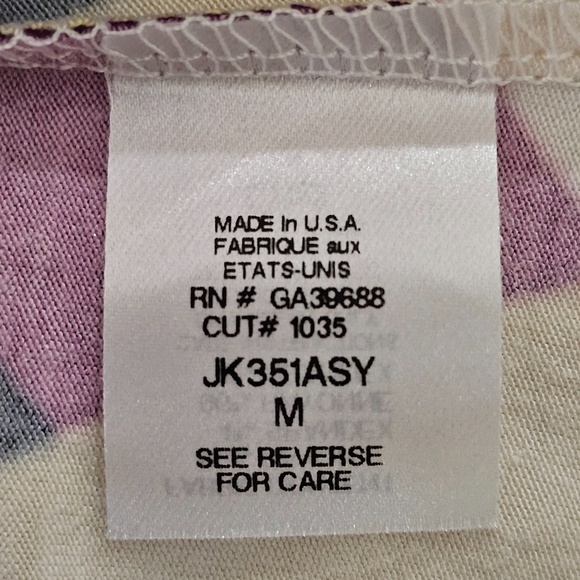 MADE in U.S.A.
FABRIQUE aux
ETATS-UNIS
RN # GA39688
CUT# 1035
JK351ASY
M
SEE REVERSE
FOR CARE